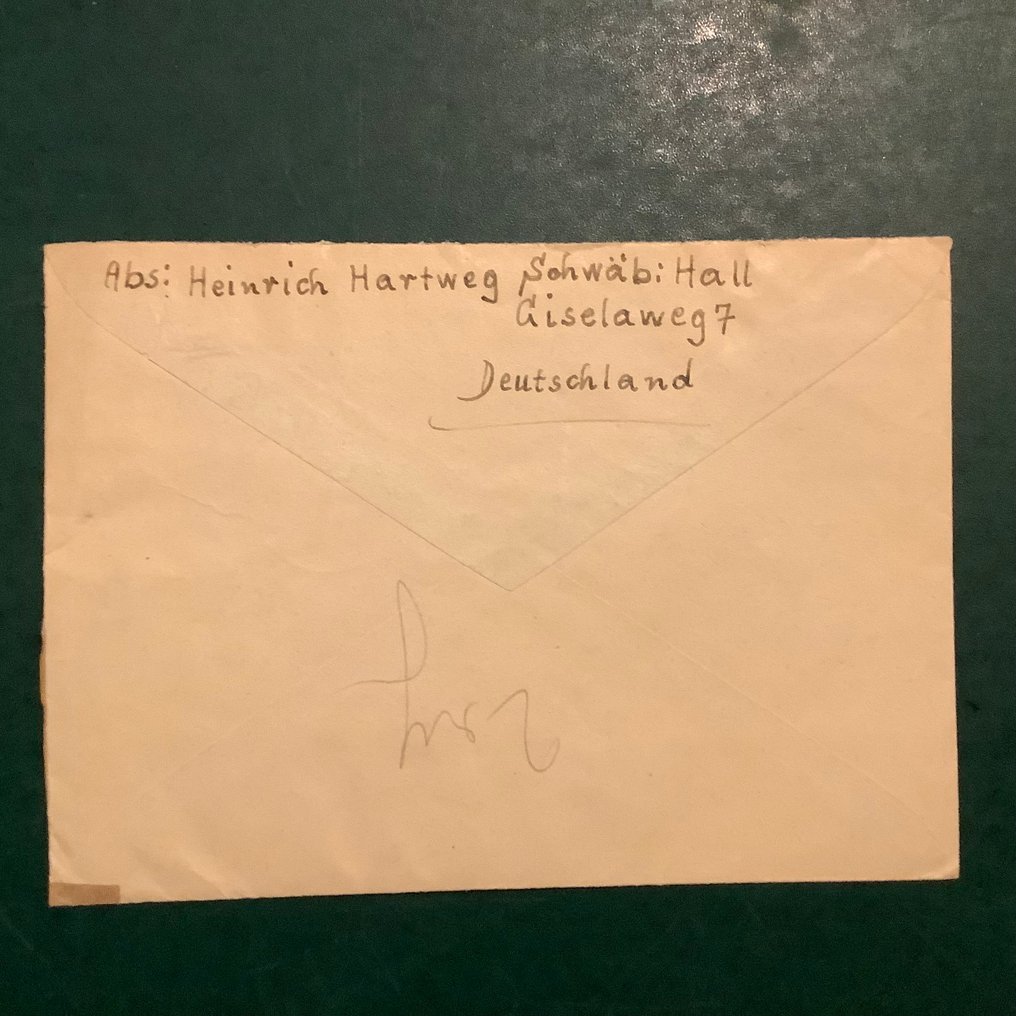 Abs: Heinrich Hartweg Schwäb: Hall
Giselaweg 7
Deutschland